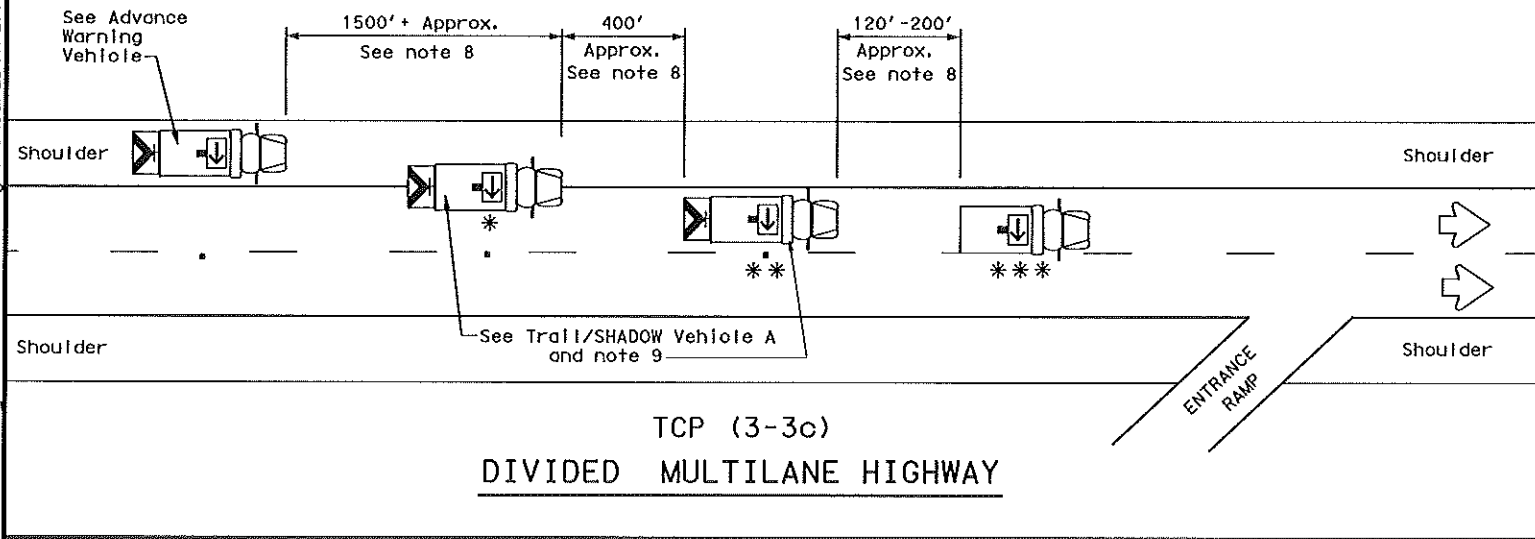 See Advance
Warning
Vehicle
1500'+ Approx.
See note 8
400'
Approx.
See note 8
120'-200'
Approx.
See note 8
Shoulder
Shoulder
*
**
***
See Trail/SHADOW Vehicle A
and note 9
Shoulder
Shoulder
ENTRANCE
RAMP
TCP (3-3c)
DIVIDED MULTILANE HIGHWAY